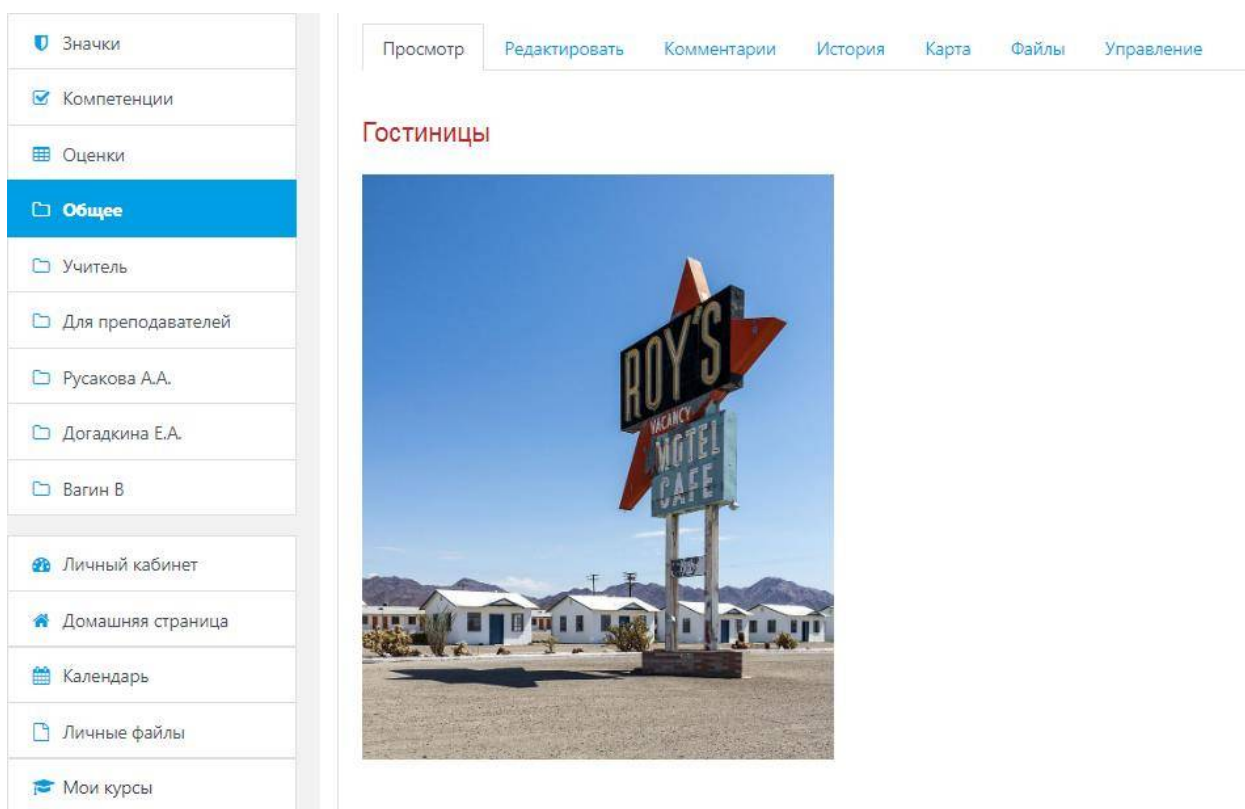 Значки
Компетенции
Оценки
Общее
Учитель
Для преподавателей
Русакова А.А.
Догадкина Е.А.
Вагин В
Личный кабинет
Домашняя страница
Календарь
Личные файлы
Мои курсы
Просмотр Редактировать Комментарии История Карта Файлы Управление
Гостиницы
ROY'S
VACANCY
MOTEL
CAFE